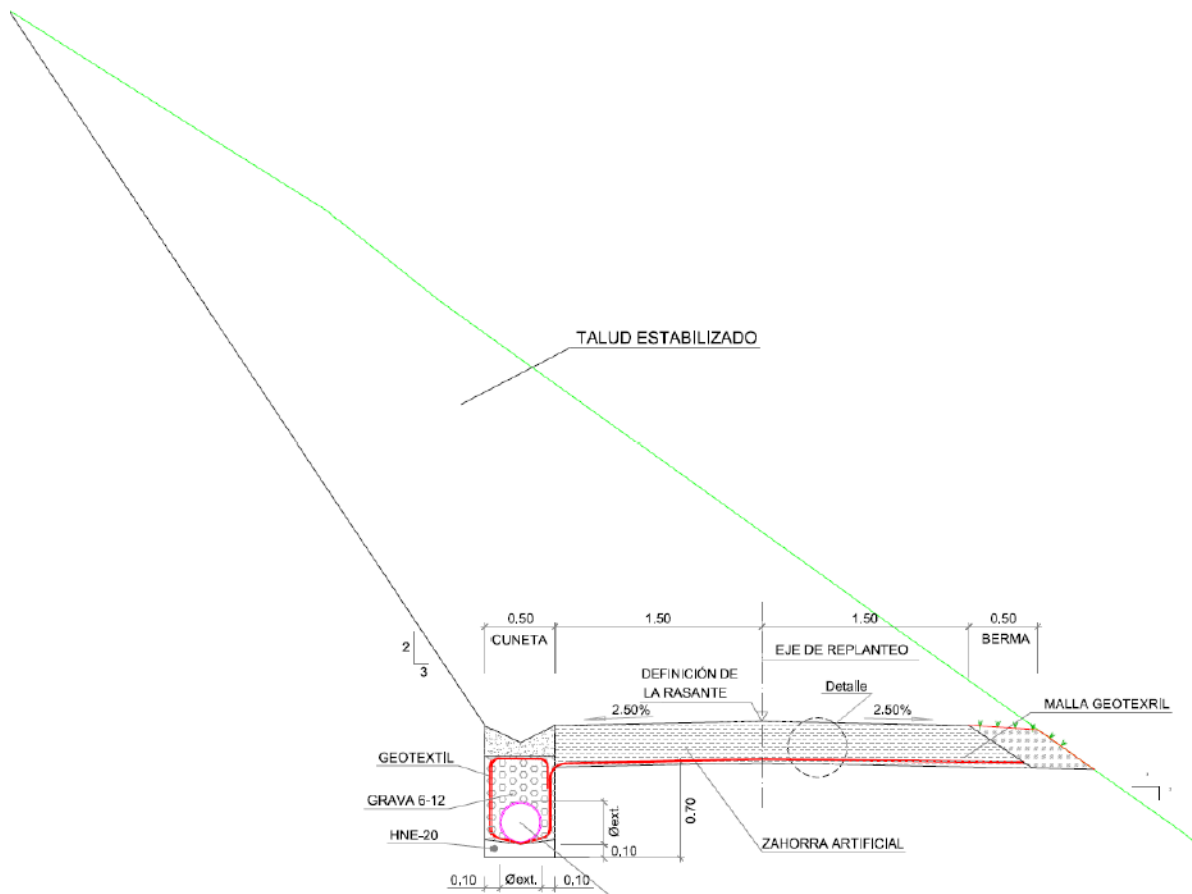 TALUD ESTABILIZADO
0.50
1.50
1.50
0.50
CUNETA
BERMA
EJE DE REPLANTEO
2
3
DEFINICIÓN DE
LA RASANTE
Detalle
2.50%
2.50%
MALLA GEOTEXRÍL
GEOTEXTÍL
GRAVA 6-12
HNE-20
Øext.
0.70
0,10
ZAHORRA ARTIFICIAL
0,10
Øext.
0,10